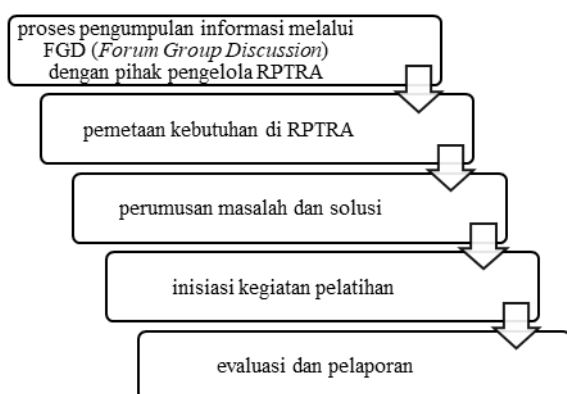 proses pengumpulan informasi melalui
FGD (Forum Group Discussion)
dengan pihak pengelola RPTRA
pemetaan kebutuhan di RPTRA
perumusan masalah dan solusi
inisiasi kegiatan pelatihan
evaluasi dan pelaporan